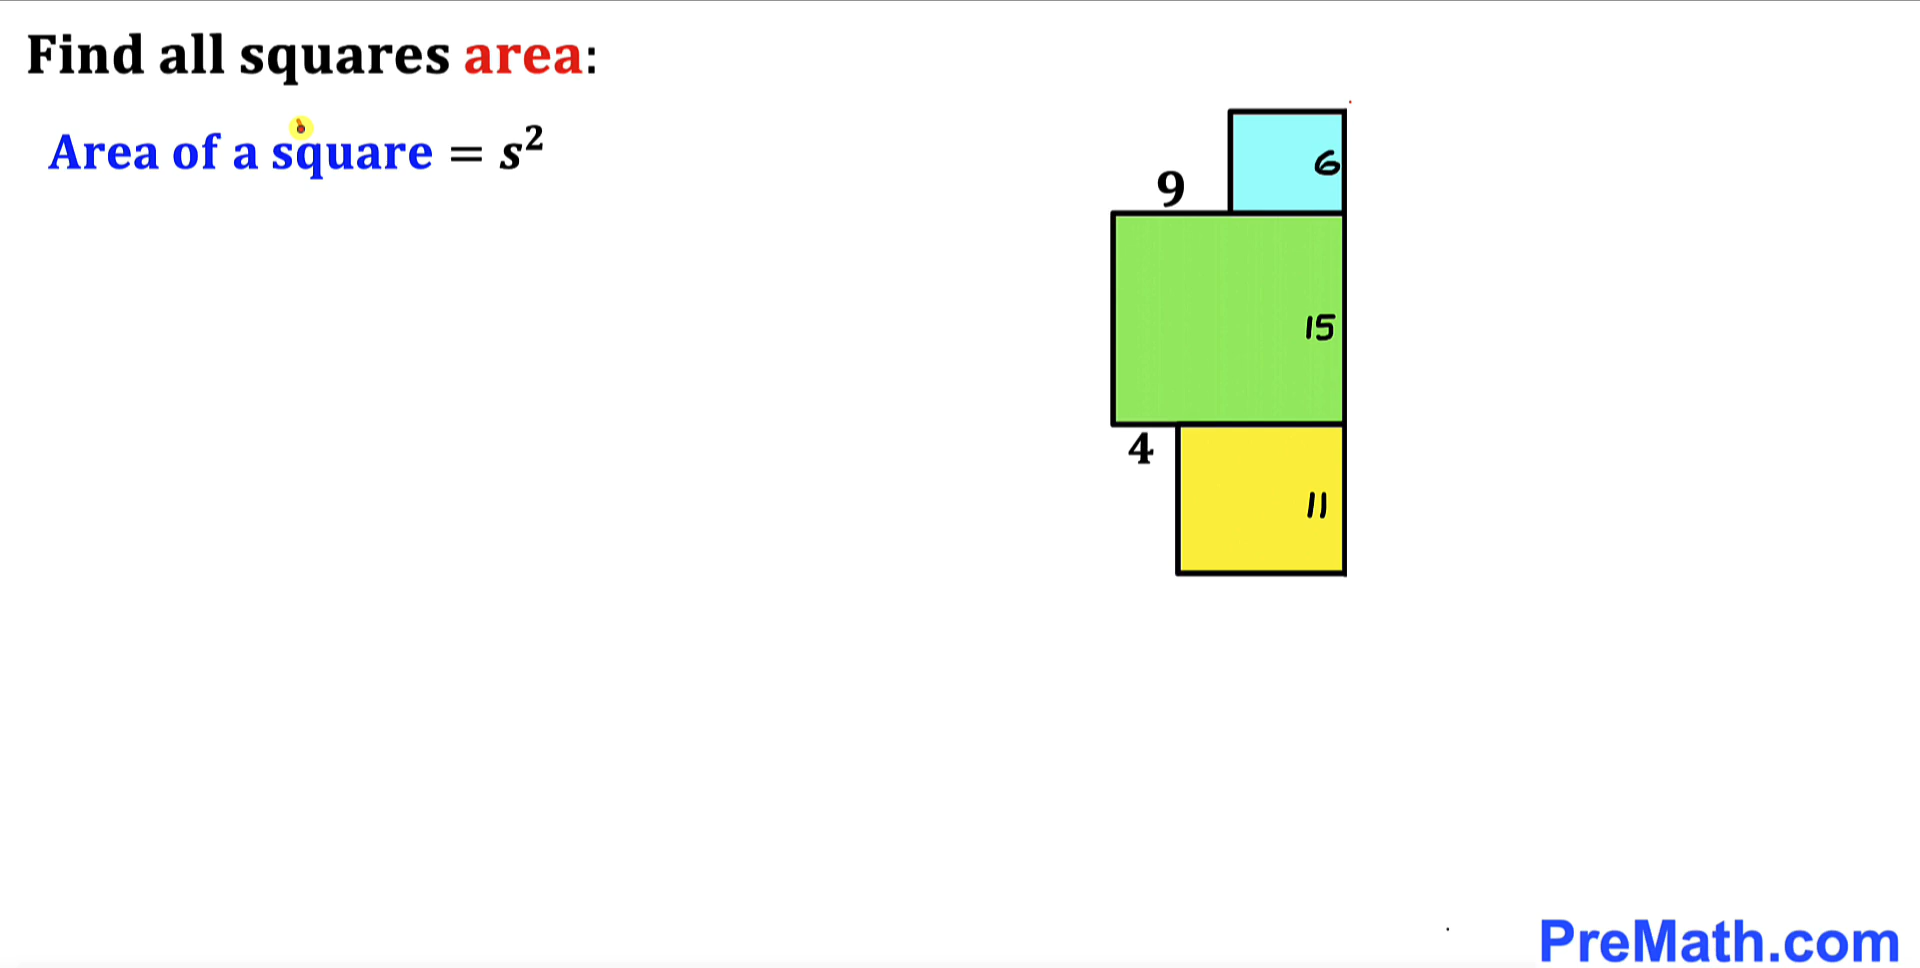 Find all squares area:
Area of a square = s²
6
9
15
4
11
PreMath.com